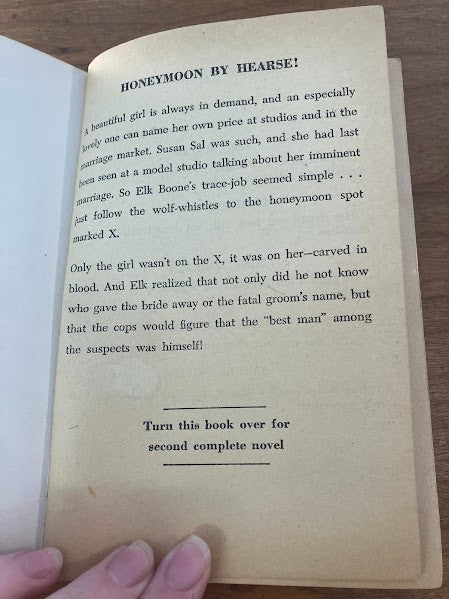 HONEYMOON BY HEARSE!
A beautiful girl is always in demand, and an especially
lovely one can name her own price at studios and in the
marriage market. Susan Sal was such, and she had last
been seen at a model studio talking about her imminent
marriage. So Elk Boone's trace-job seemed simple . . .
just follow the wolf-whistles to the honeymoon spot
marked X.
Only the girl wasn't on the X, it was on her—carved in
blood. And Elk realized that not only did he not know
who gave the bride away or the fatal groom's name, but
that the cops would figure that the "best man" among
the suspects was himself!
Turn this book over for
second complete novel